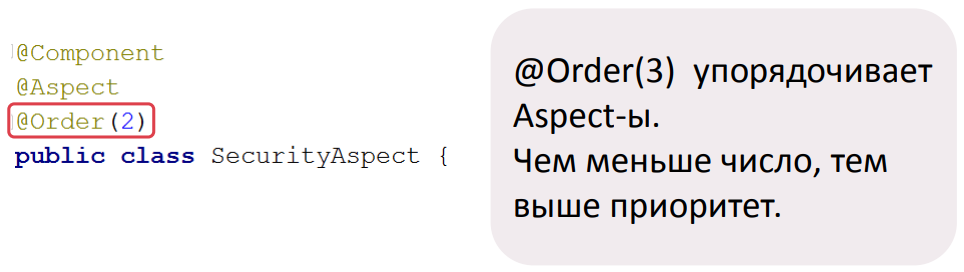 @Component
@Aspect
@Order(2)
public class SecurityAspect {
@Order(3) упорядочивает
Aspect-ы.
Чем меньше число, тем
выше приоритет.